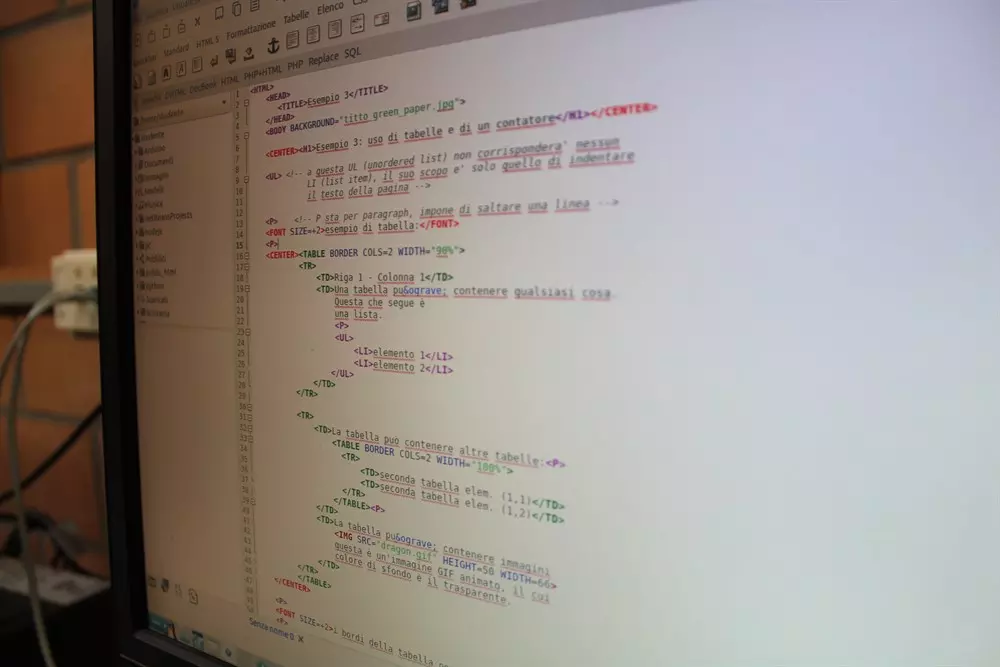 Tabelle Elenco
Standard HTML 5 Formattazione
HTML PHP+HTML PHP Replace SQL
<HTML>
<HEAD>
<TITLE>Esempio 3</TITLE>
</HEAD>
<BODY BACKGROUND="titto_green_paper.jpg">
<CENTER><H1>Esempio 3: uso di tabelle e di un contatore</H1></CENTER>
<UL> <!-- a questa UL (unordered list) non corrispondera' nessun
LI (list item), il suo scopo e' solo quello di indentare
il testo della pagina -->
<P> <!-- P sta per paragraph, impone di saltare una linea -->
<FONT SIZE=+2>esempio di tabella:</FONT>
<P>
<CENTER><TABLE BORDER COLS=2 WIDTH="90%">
<TR>
<TD>Riga 1 - Colonna 1</TD>
<TD>Una tabella pu&ograve; contenere qualsiasi cosa.
Questa che segue è
una lista.
<P>
<UL>
<LI>elemento 1</LI>
<LI>elemento 2</LI>
</UL>
</TD>
</TR>
<TR>
<TD>La tabella può contenere altre tabelle:<P>
<TABLE BORDER COLS=2 WIDTH="100%">
<TR>
<TD>seconda tabella elem. (1,1)</TD>
<TD>seconda tabella elem. (1,2)</TD>
</TR>
</TABLE><P>
</TD>
<TD>La tabella pu&ograve; contenere immagini
<IMG SRC="dragon.gif" HEIGHT=50 WIDTH=66>
questa è un'immagine GIF animato, il cui
colore di sfondo è il trasparente.
</TD>
</TR>
</TABLE>
</CENTER>
<P>
<FONT SIZE=+2>i bordi della tabella
<P>
Senza nome 0